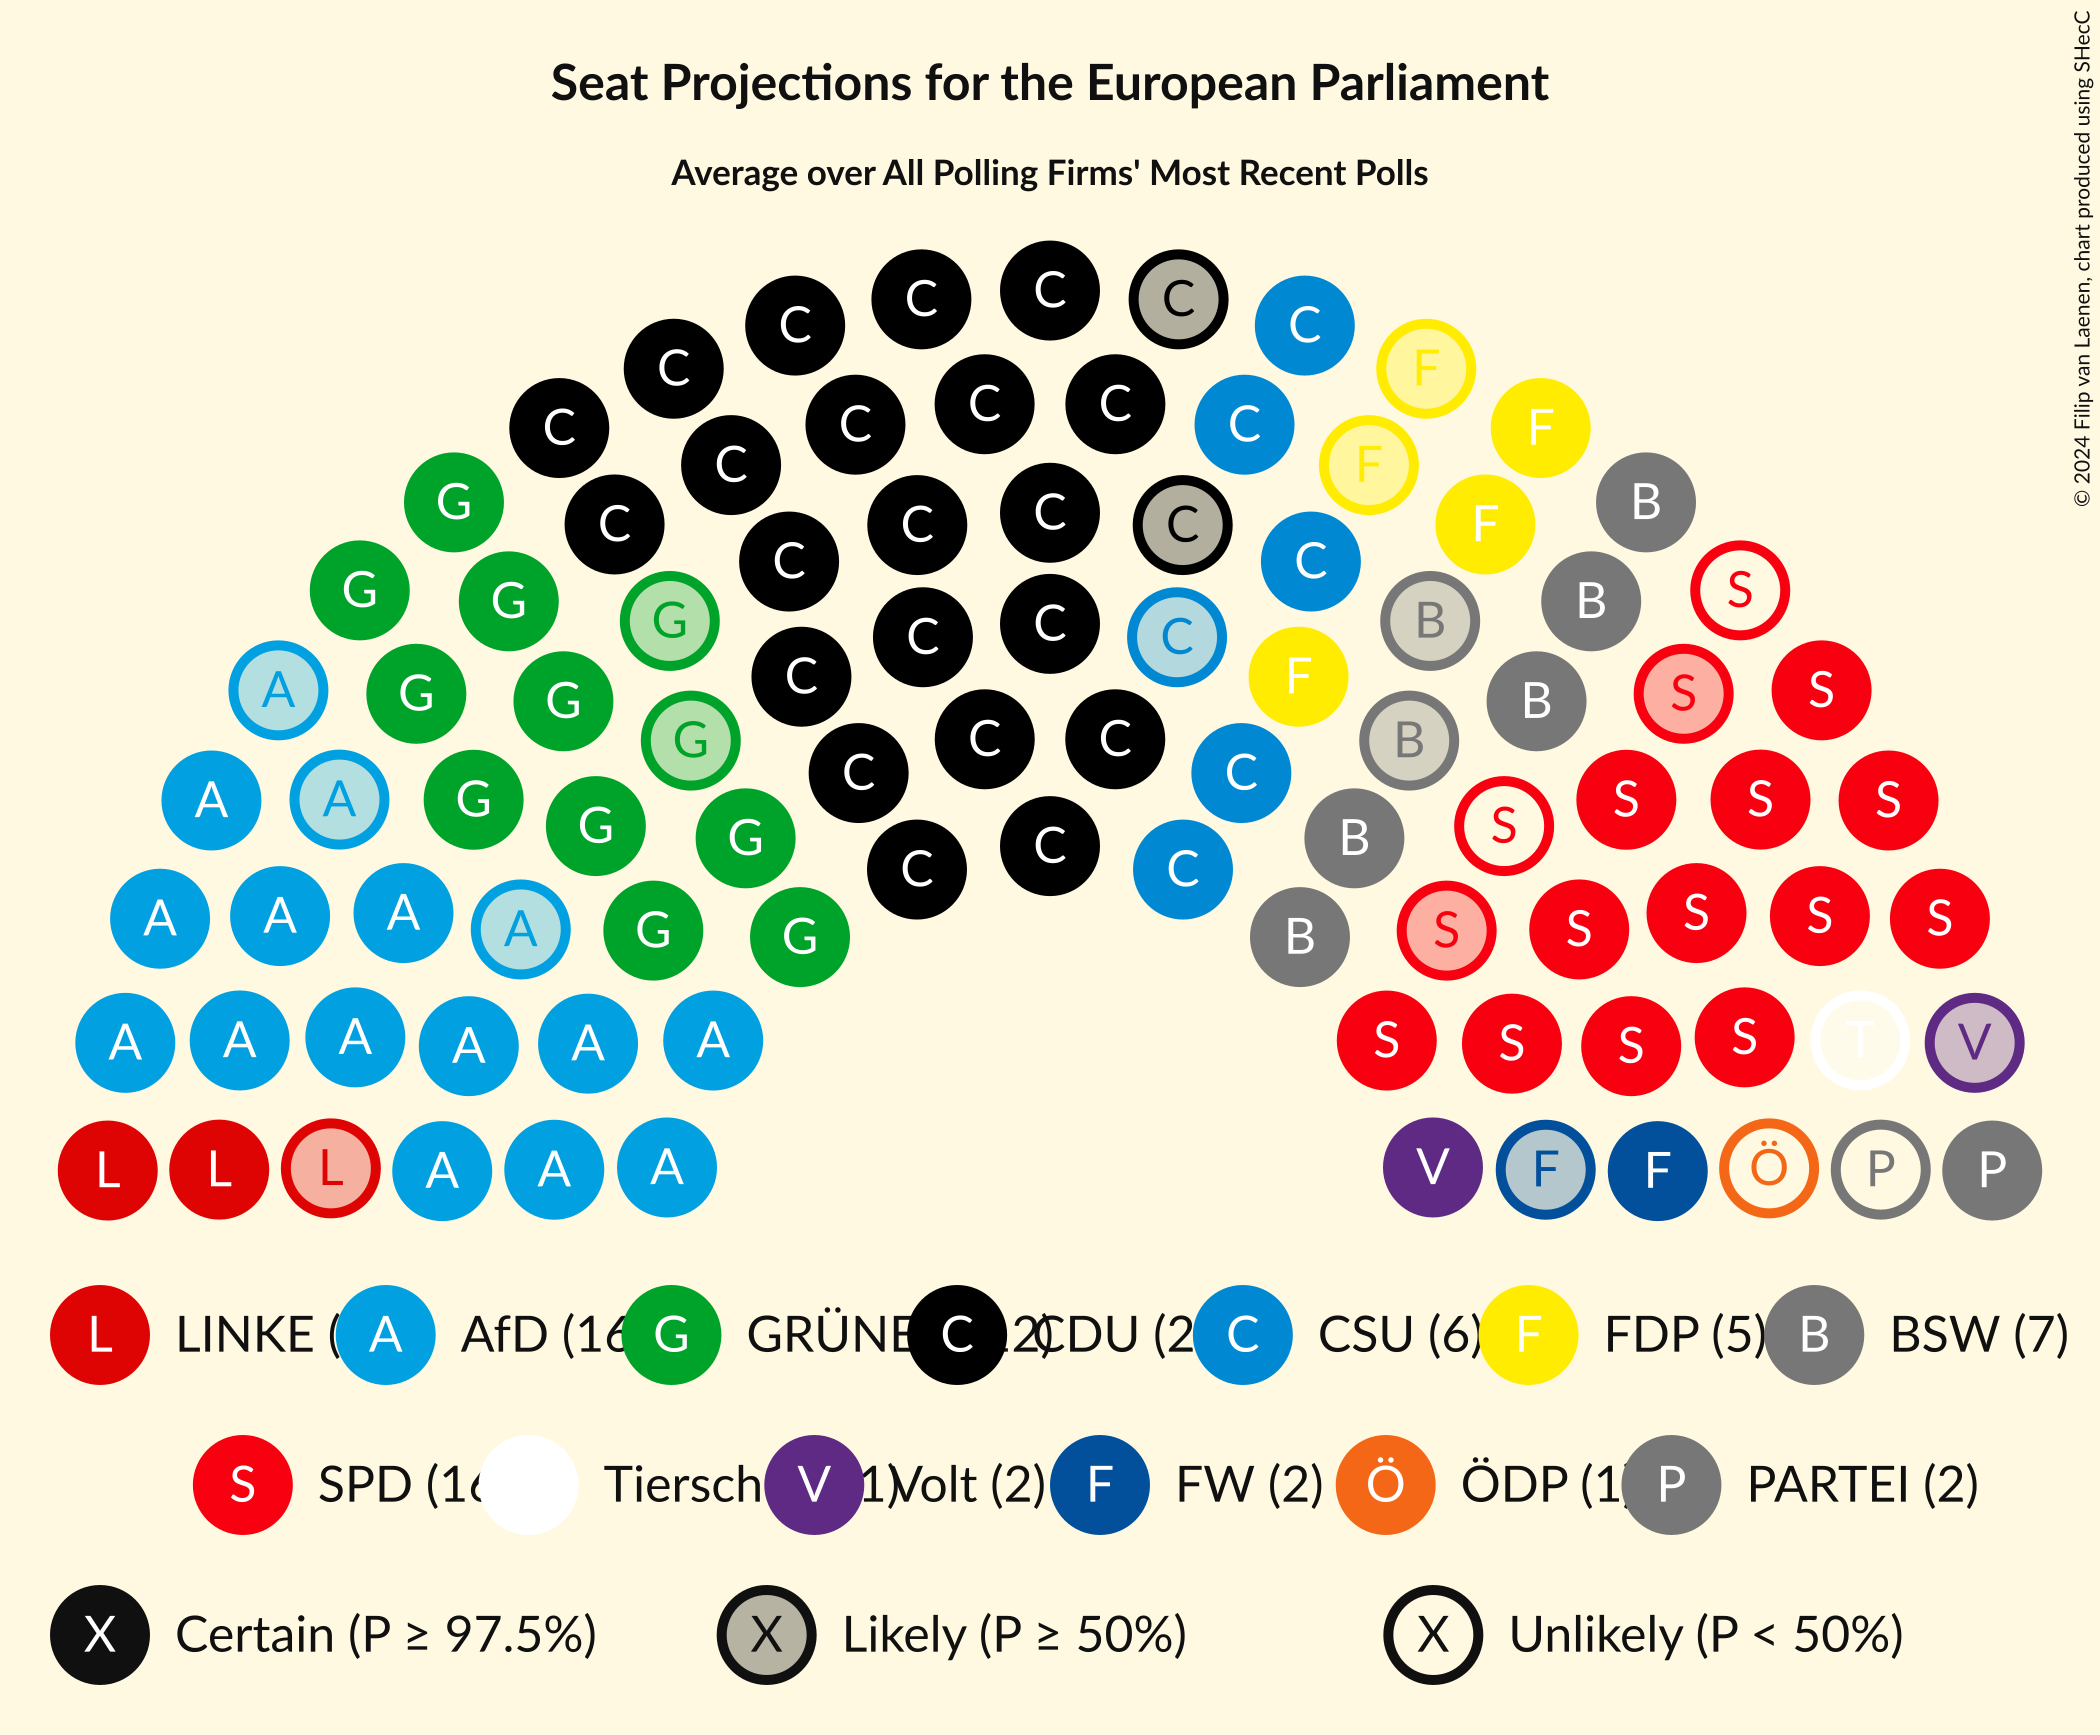 Seat Projections for the European Parliament
Average over All Polling Firms' Most Recent Polls
© 2024 Filip van Laenen, chart produced using SHecC
C C C C C
C F
C C C C C F
C F
G C C C C F B
C C
G G G C C C B B S
A G G C F B S S
G C C B
A A G G G C C C B S S S S
A A A A G G C C B S S S S S
A A A A A A S S S S T V
L L L A A A V F F Ö P P
L LINKE ( A AfD (16 G GRÜNE C 2) CDU (2 C CSU (6) F FDP (5) B BSW (7)
S SPD (16 Tiersch V 1) Volt (2) F FW (2) Ö ÖDP (1) P PARTEI (2)
X Certain (P ≥ 97.5%) X Likely (P ≥ 50%) X Unlikely (P < 50%)